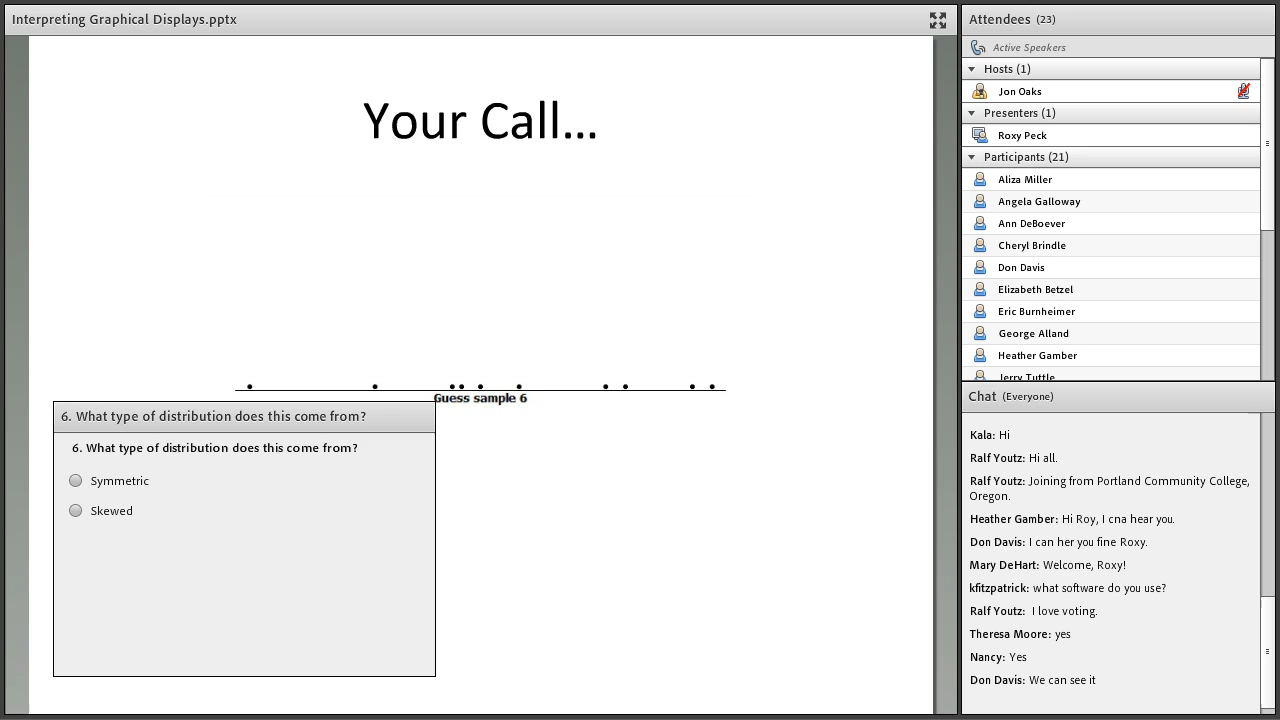 Interpreting Graphical Displays.pptx
Your Call...
Guess sample 6
6. What type of distribution does this come from?
6. What type of distribution does this come from?
Symmetric
Skewed
Attendees (23)
Active Speakers
Hosts (1)
Jon Oaks
Presenters (1)
Roxy Peck
Participants (21)
Aliza Miller
Angela Galloway
Ann DeBoever
Cheryl Brindle
Don Davis
Elizabeth Betzel
Eric Burnheimer
George Alland
Heather Gamber
Jerry Tuttle
Chat (Everyone)
Kala: Hi
Ralf Youtz: Hi all.
Ralf Youtz: Joining from Portland Community College,
Oregon.
Heather Gamber: Hi Roy, I cna hear you.
Don Davis: I can her you fine Roxy.
Mary DeHart: Welcome, Roxy!
kfitzpatrick: what software do you use?
Ralf Youtz: I love voting.
Theresa Moore: yes
Nancy: Yes
Don Davis: We can see it